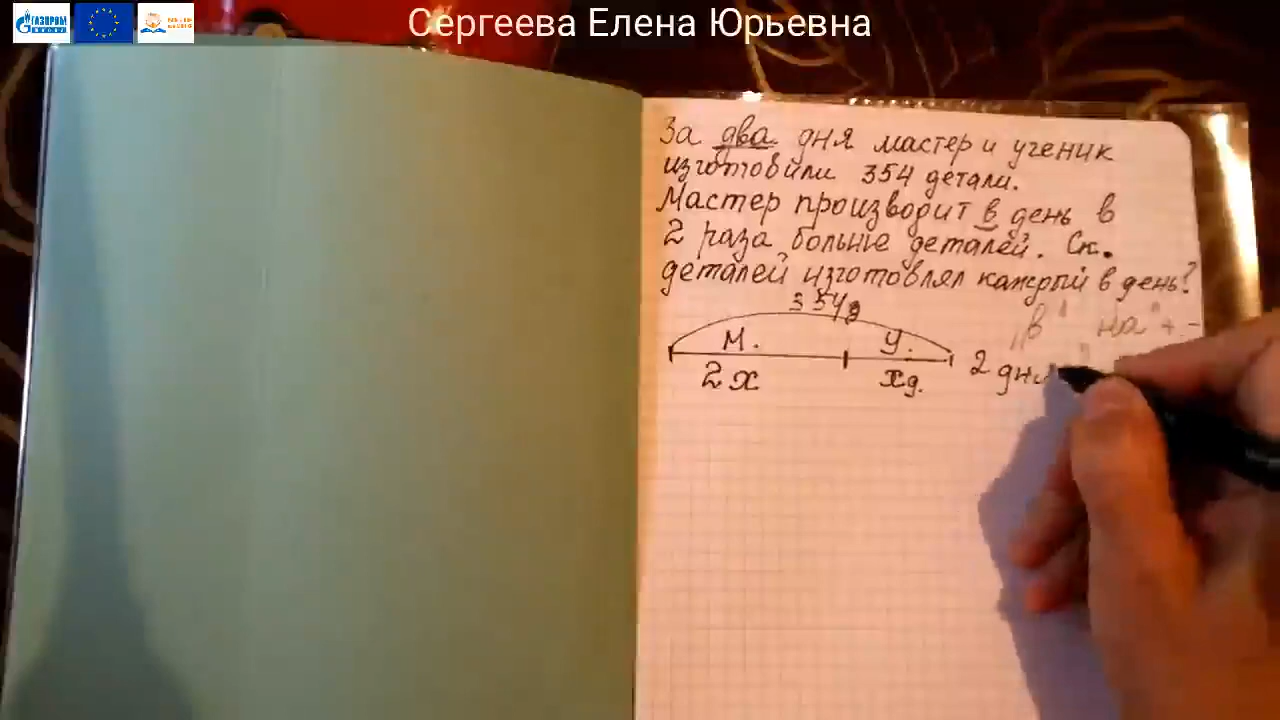 Сергеева Елена Юрьевна
ГАЗПРОМ
За два дня мастер и ученик
изготовили 354 детали.
Мастер производит в день в
2 раза больше деталей. Ск.
деталей изготовлял каждый в день?
354д
„в" „на"+ -
М. У.
2х хд. 2 дня